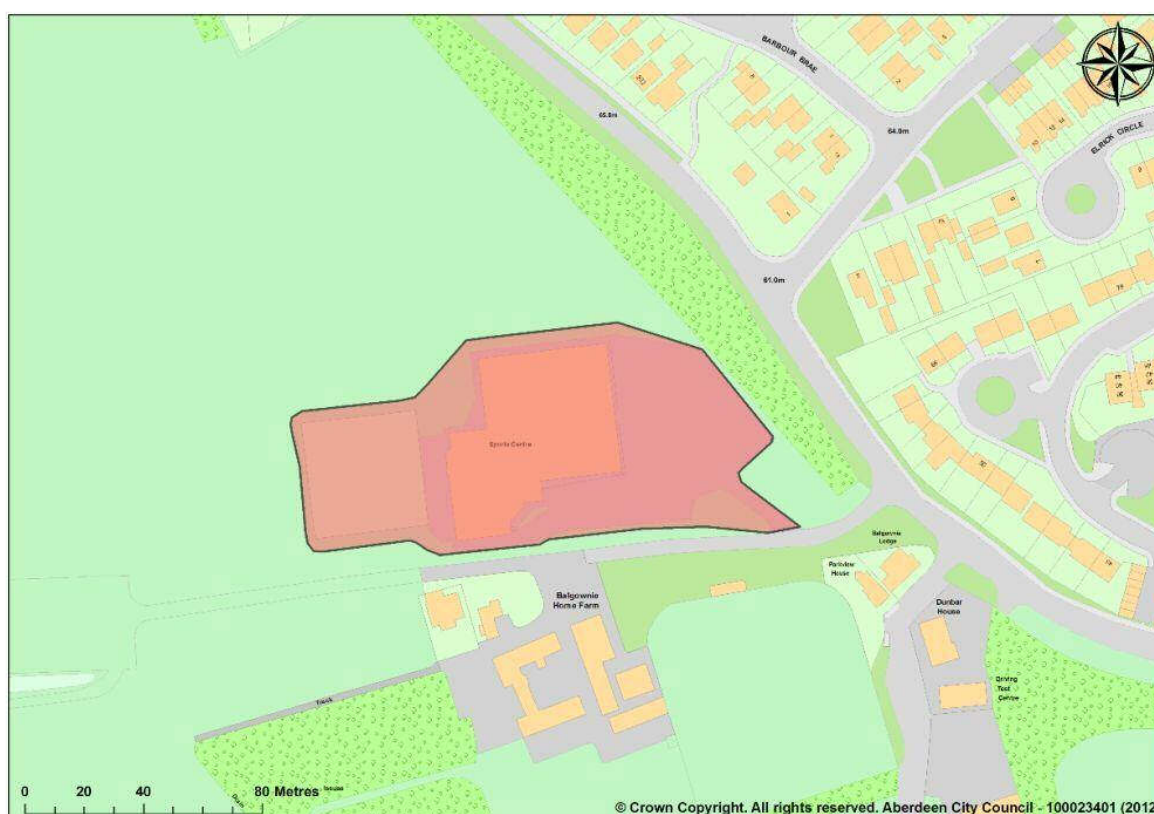 BARBOUR BRAE
65.8m
64.9m
ELRICK CIRCLE
61.0m
Sports Centre
Balgownie
Lodge
Parkview
House
Balgownie
Home Farm
Dunbar
House
Driving
Test
Centre
Track
Drain
0 20 40 80 Metres
© Crown Copyright. All rights reserved. Aberdeen City Council - 100023401 (2012